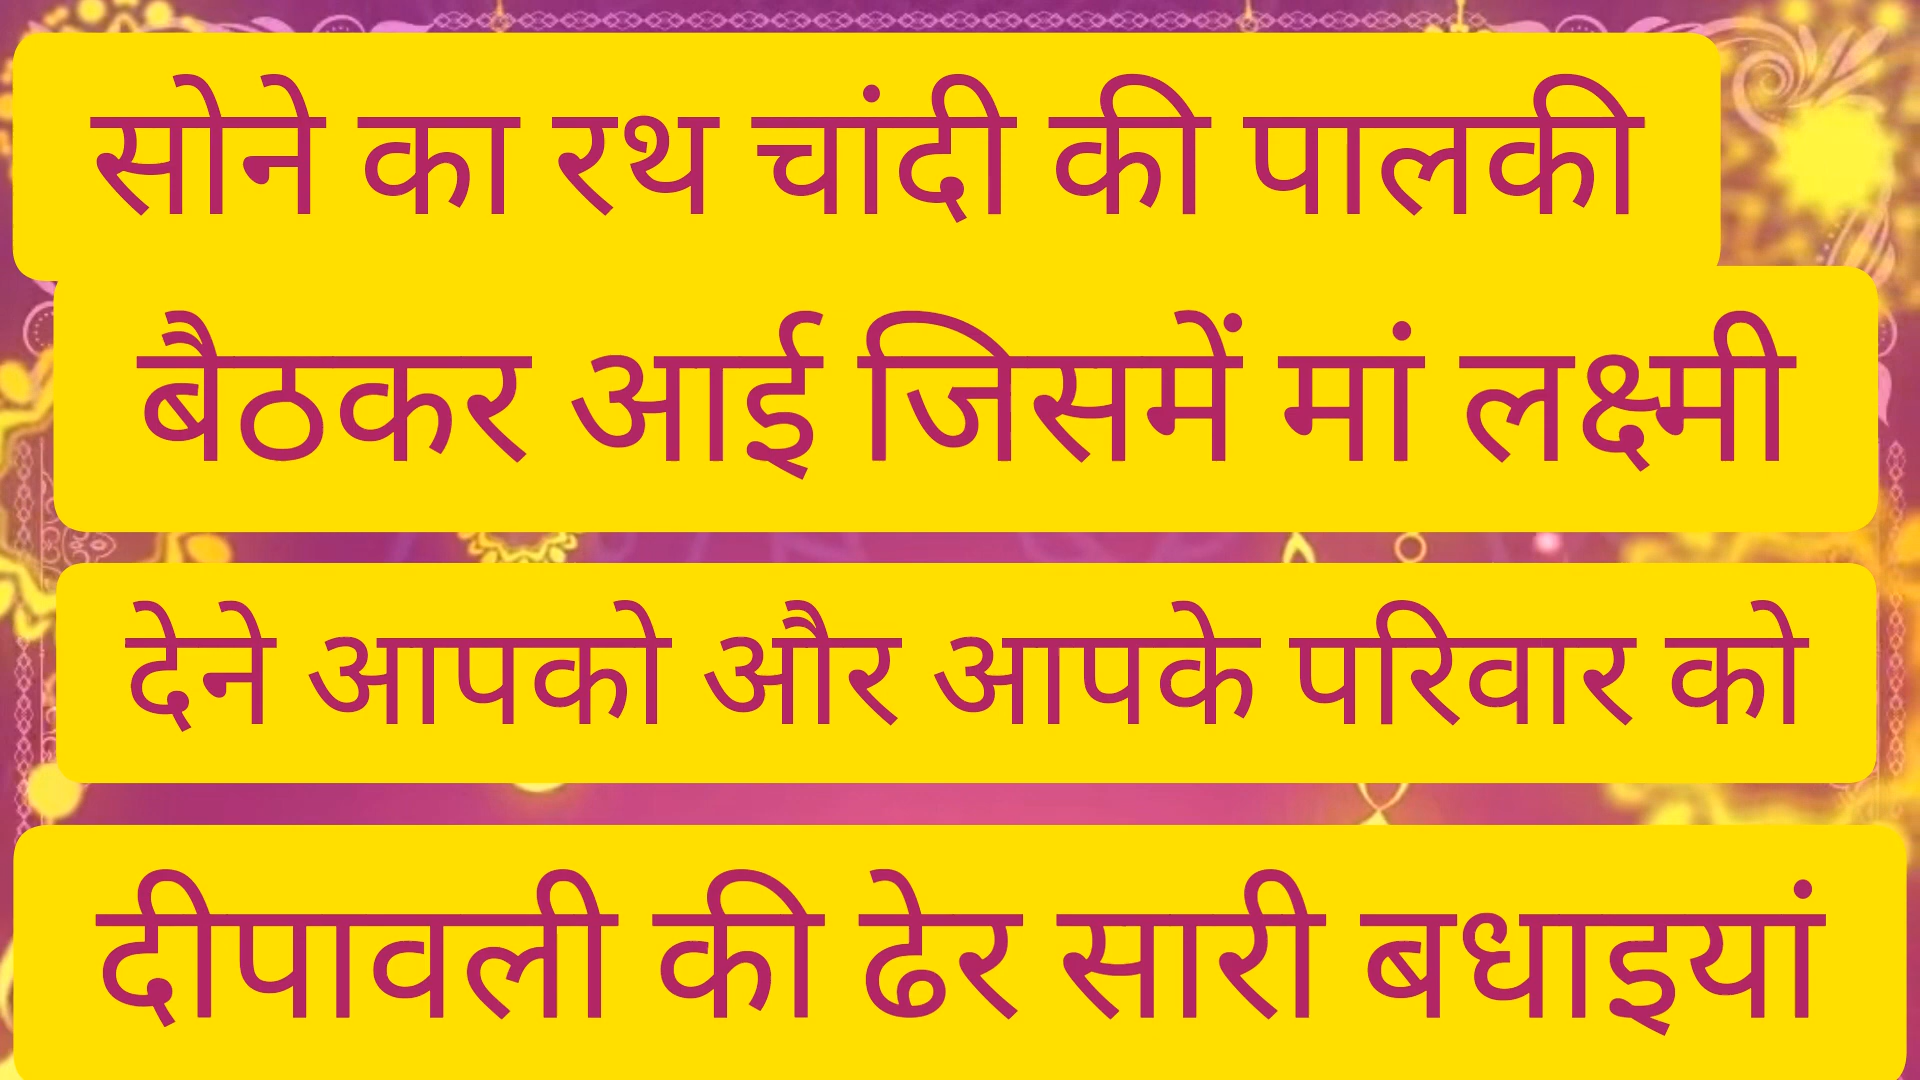 सोने का रथ चांदी की पालकी
बैठकर आई जिसमें मां लक्ष्मी
देने आपको और आपके परिवार को
दीपावली की ढेर सारी बधाइयां